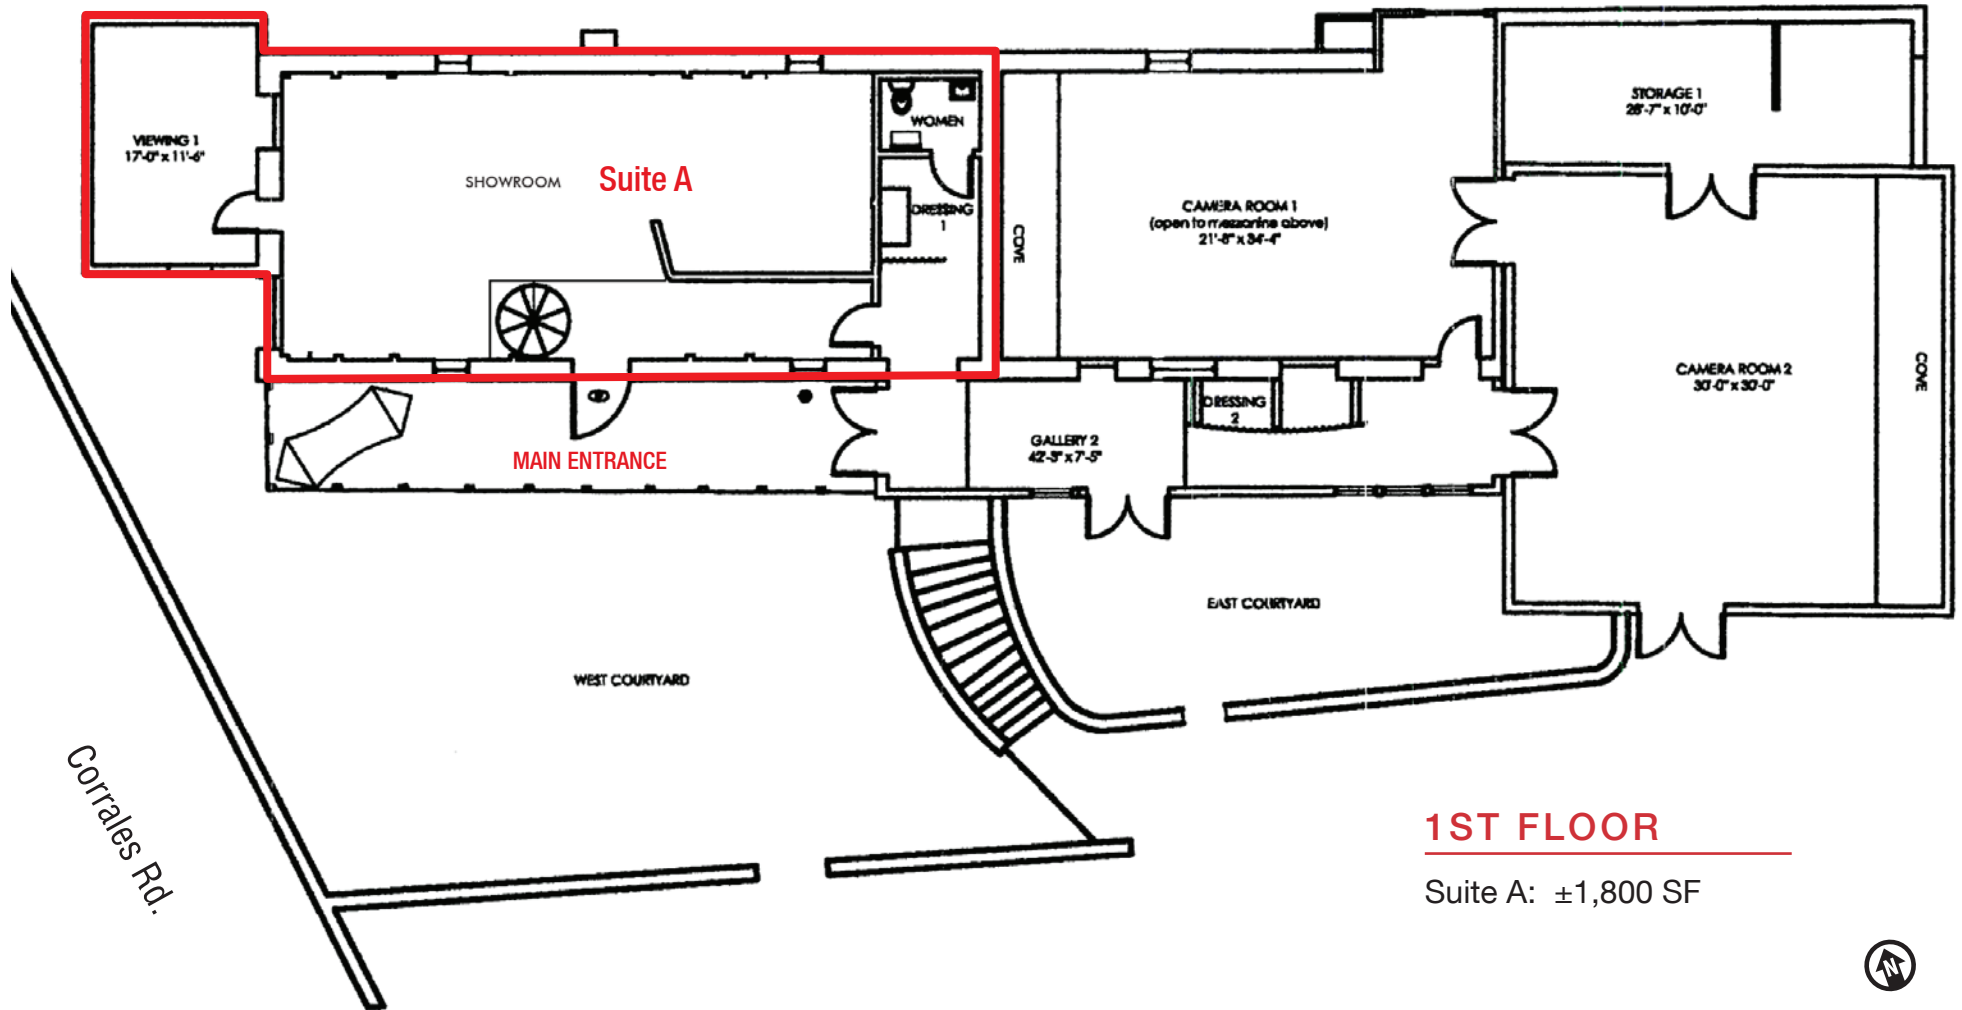 VIEWING 1
17'-0" x 11'-6"
SHOWROOM
Suite A
WOMEN
DRESSING
1
COVE
CAMERA ROOM 1
(open to mezzanine above)
21'-8" x 34'-4"
STORAGE 1
28'-7" x 10'-0"
CAMERA ROOM 2
30'-0" x 30'-0"
COVE
DRESSING
2
GALLERY 2
42'-3" x 7'-5"
MAIN ENTRANCE
EAST COURTYARD
WEST COURTYARD
Corrales Rd.
1ST FLOOR
Suite A: ±1,800 SF
N